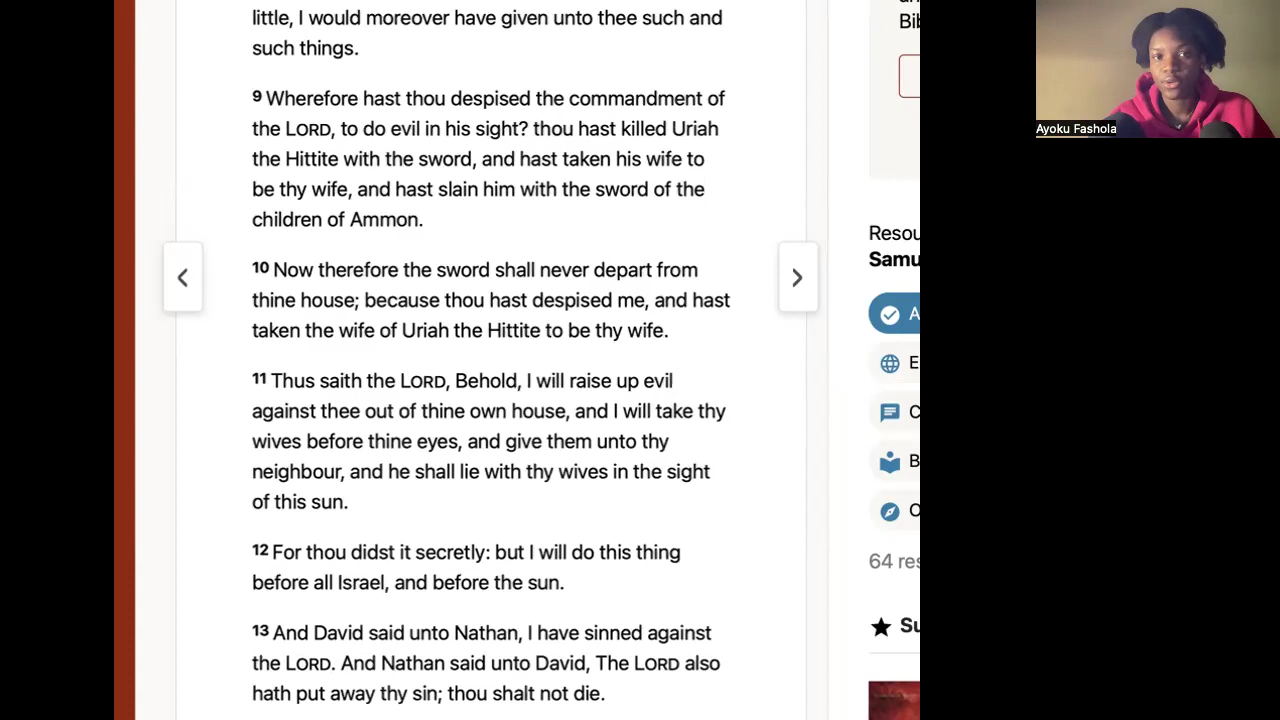 little, I would moreover have given unto thee such and
such things.
9 Wherefore hast thou despised the commandment of
the LORD, to do evil in his sight? thou hast killed Uriah
the Hittite with the sword, and hast taken his wife to
be thy wife, and hast slain him with the sword of the
children of Ammon.
10 Now therefore the sword shall never depart from
thine house; because thou hast despised me, and hast
taken the wife of Uriah the Hittite to be thy wife.
11 Thus saith the LORD, Behold, I will raise up evil
against thee out of thine own house, and I will take thy
wives before thine eyes, and give them unto thy
neighbour, and he shall lie with thy wives in the sight
of this sun.
12 For thou didst it secretly: but I will do this thing
before all Israel, and before the sun.
13 And David said unto Nathan, I have sinned against
the LORD. And Nathan said unto David, The LORD also
hath put away thy sin; thou shalt not die.
Bib
Resou
Samu
A
E
C
B
O
64 res
Su
Ayoku Fashola